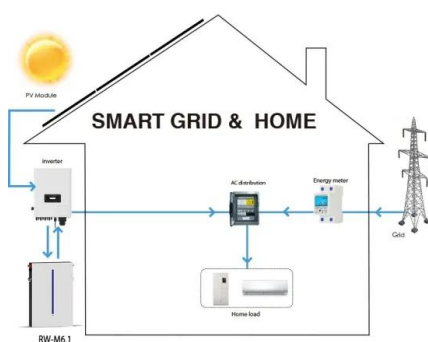 PV Module
SMART GRID & HOME
inverter
AC distribution
Energy meter
Grid
Home load
RW-M6.1